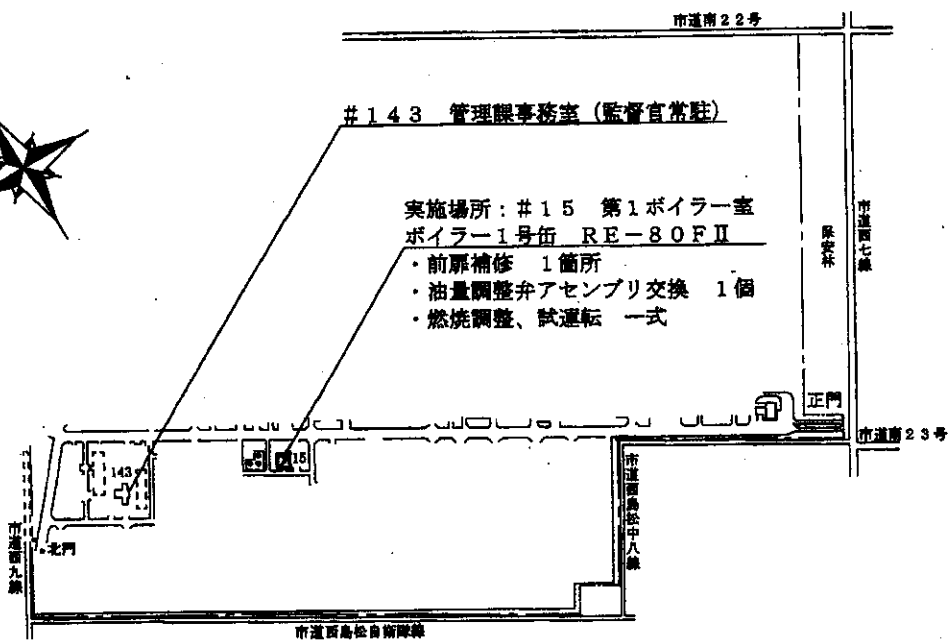 市道南22号
#143 管理課事務室(監督官常駐)
実施場所:#15 第1ボイラー室
ボイラー1号缶 RE-80FⅡ
・前扉補修 1箇所
・油量調整弁アセンブリ交換 1個
・燃焼調整、試運転 一式
市道西七線
保安林
正門
市道南23号
143
15
市道西島松中八線
北門
市道西九線
市道西島松自衛隊線